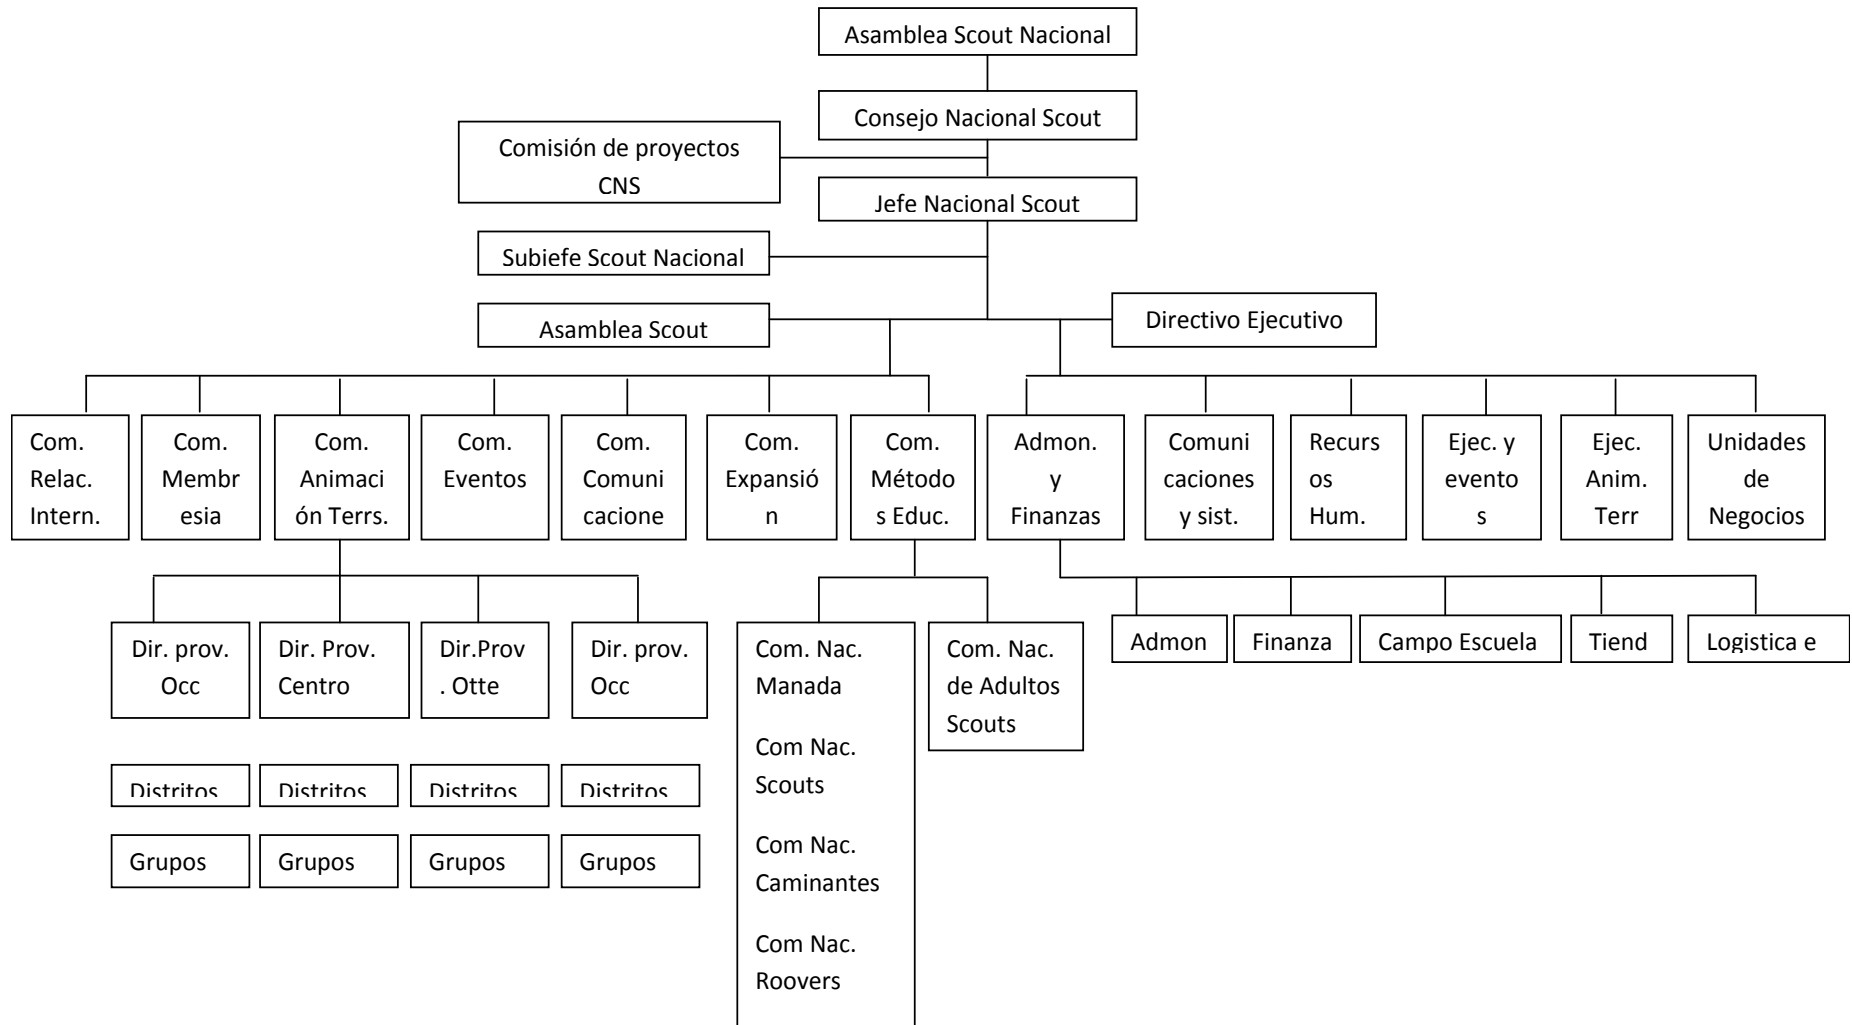 Asamblea Scout Nacional
Consejo Nacional Scout
Comisión de proyectos
CNS
Jefe Nacional Scout
Subiefe Scout Nacional
Asamblea Scout
Directivo Ejecutivo
Com.
Relac.
Intern.
Com.
Membr
esia
Com.
Animaci
ón Terrs.
Com.
Eventos
Com.
Comuni
cacione
Com.
Expansió
n
Com.
Método
s Educ.
Admon.
y
Finanzas
Comuni
caciones
y sist.
Recurs
os
Hum.
Ejec. y
evento
s
Ejec.
Anim.
Terr
Unidades
de
Negocios
Dir. prov.
Occ
Dir. Prov.
Centro
Dir.Prov
. Otte
Dir. prov.
Occ
Com. Nac.
Manada
Com Nac.
Scouts
Com Nac.
Caminantes
Com Nac.
Roovers
Com. Nac.
de Adultos
Scouts
Admon
Finanza
Campo Escuela
Tiend
Logistica e
Distritos
Distritos
Distritos
Distritos
Grupos
Grupos
Grupos
Grupos